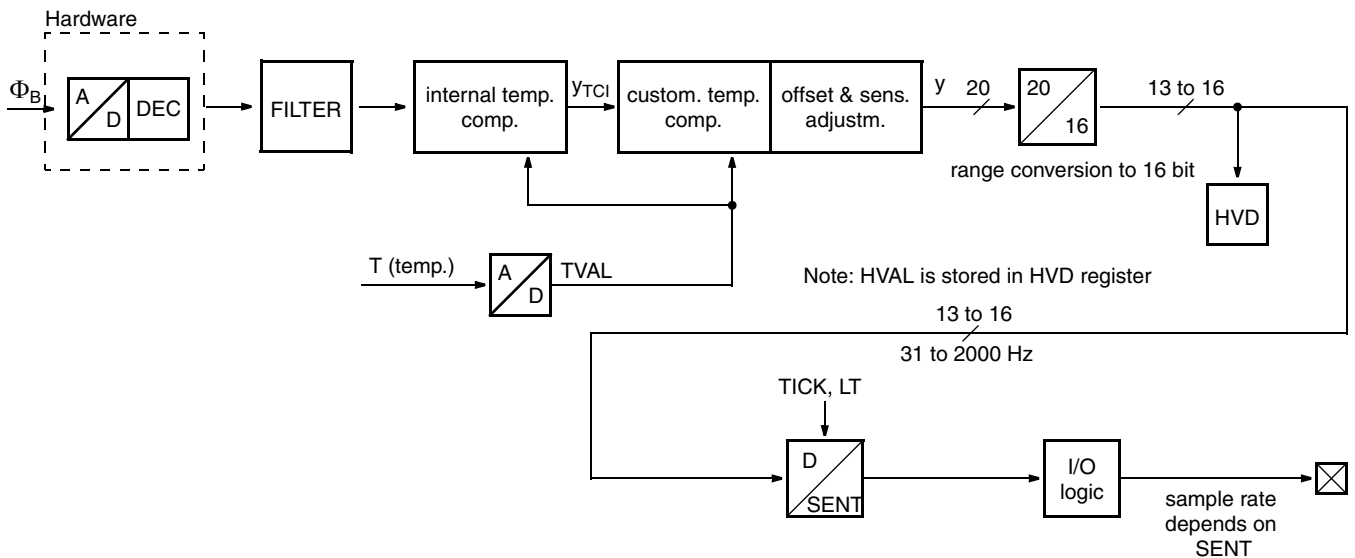 Hardware
ΦB
A
D
DEC
FILTER
internal temp.
comp.
yTCI
custom. temp.
comp.
offset & sens.
adjustm.
y
20
20
16
13 to 16
range conversion to 16 bit
HVD
T (temp.)
A
D
TVAL
Note: HVAL is stored in HVD register
13 to 16
31 to 2000 Hz
TICK, LT
D
SENT
I/O
logic
sample rate
depends on
SENT